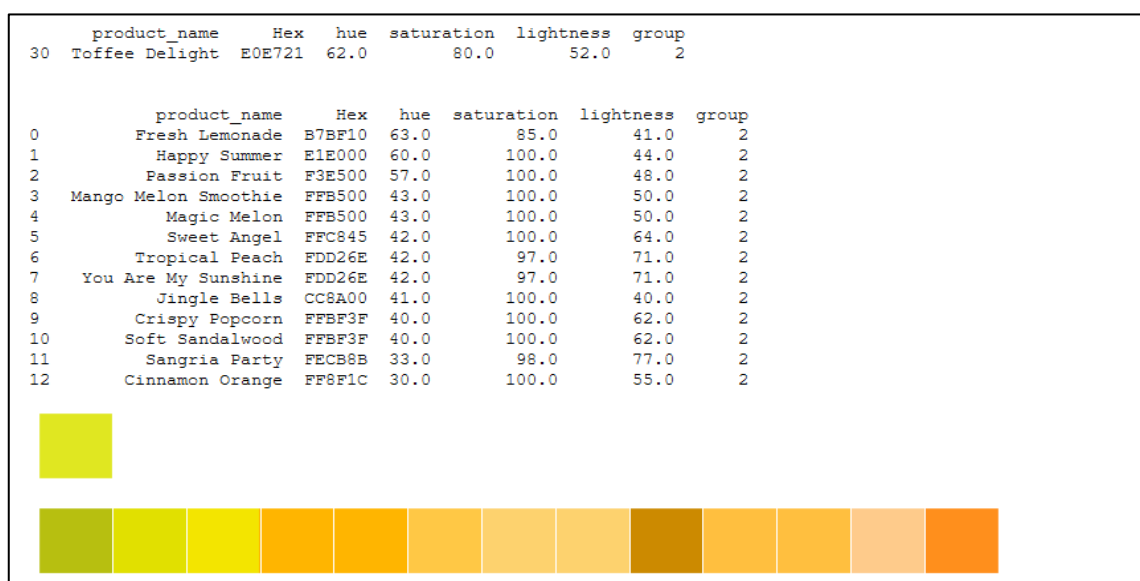 product_name Hex hue saturation lightness group
30 Toffee Delight E0E721 62.0 80.0 52.0 2
product_name Hex hue saturation lightness group
0 Fresh Lemonade B7BF10 63.0 85.0 41.0 2
1 Happy Summer E1E000 60.0 100.0 44.0 2
2 Passion Fruit F3E500 57.0 100.0 48.0 2
3 Mango Melon Smoothie FFB500 43.0 100.0 50.0 2
4 Magic Melon FFB500 43.0 100.0 50.0 2
5 Sweet Angel FFC845 42.0 100.0 64.0 2
6 Tropical Peach FDD26E 42.0 97.0 71.0 2
7 You Are My Sunshine FDD26E 42.0 97.0 71.0 2
8 Jingle Bells CC8A00 41.0 100.0 40.0 2
9 Crispy Popcorn FFBF3F 40.0 100.0 62.0 2
10 Soft Sandalwood FFBF3F 40.0 100.0 62.0 2
11 Sangria Party FECB8B 33.0 98.0 77.0 2
12 Cinnamon Orange FF8F1C 30.0 100.0 55.0 2